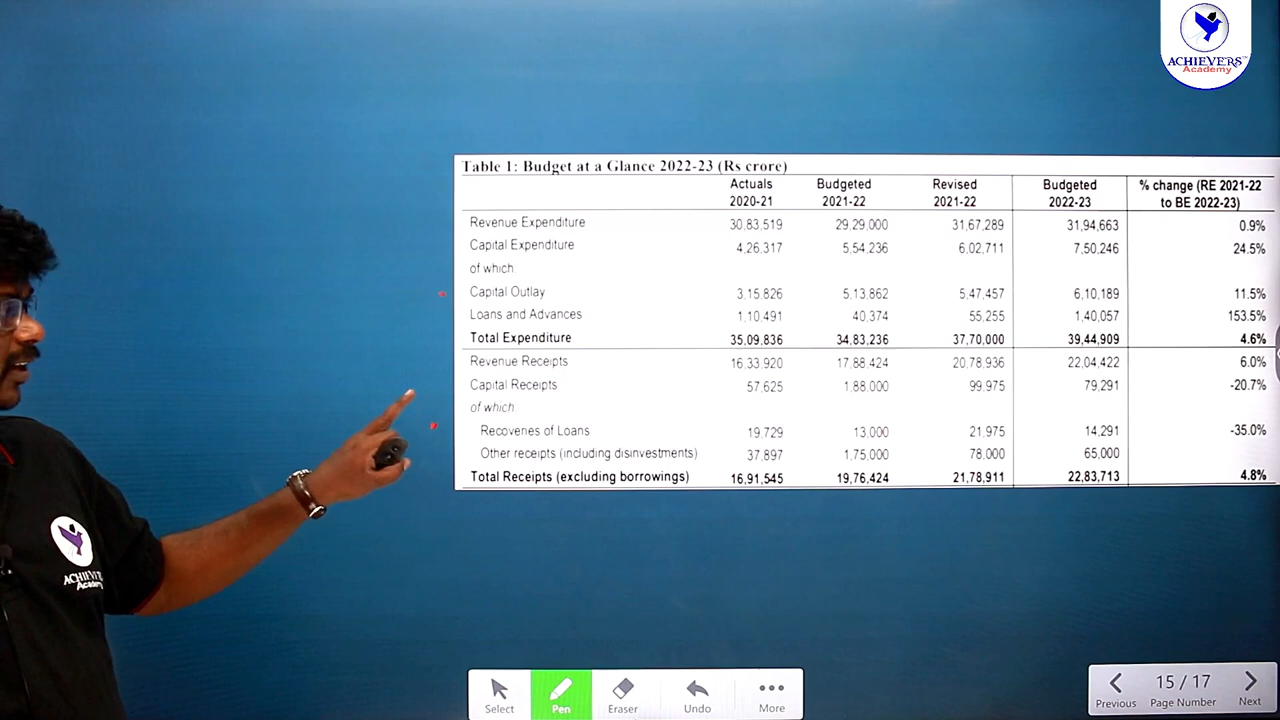 ACHIEVERS
Academy
Table 1: Budget at a Glance 2022-23 (Rs crore)
Actuals 2020-21 Budgeted 2021-22 Revised 2021-22 Budgeted 2022-23 % change (RE 2021-22 to BE 2022-23)
Revenue Expenditure 30,83,519 29,29,000 31,67,289 31,94,663 0.9%
Capital Expenditure 4,26,317 5,54,236 6,02,711 7,50,246 24.5%
of which
Capital Outlay 3,15,826 5,13,862 5,47,457 6,10,189 11.5%
Loans and Advances 1,10,491 40,374 55,255 1,40,057 153.5%
Total Expenditure 35,09,836 34,83,236 37,70,000 39,44,909 4.6%
Revenue Receipts 16,33,920 17,88,424 20,78,936 22,04,422 6.0%
Capital Receipts 57,625 1,88,000 99,975 79,291 -20.7%
of which
Recoveries of Loans 19,729 13,000 21,975 14,291 -35.0%
Other receipts (including disinvestments) 37,897 1,75,000 78,000 65,000
Total Receipts (excluding borrowings) 16,91,545 19,76,424 21,78,911 22,83,713 4.8%
ACHIEVERS
Academy
Select Pen Eraser Undo More
15 / 17
Previous Page Number Next